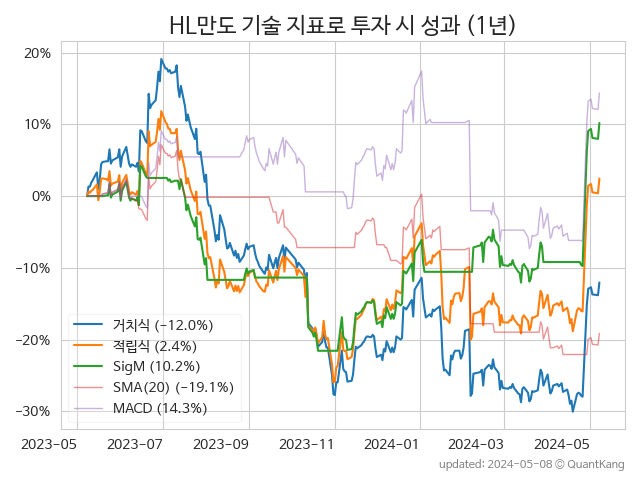 HL만도 기술 지표로 투자 시 성과 (1년)
20%
10%
0%
−10%
−20%
−30%
거치식 (−12.0%)
적립식 (2.4%)
SigM (10.2%)
SMA(20) (−19.1%)
MACD (14.3%)
2023−05 2023−07 2023−09 2023−11 2024−01 2024−03 2024−05
updated: 2024-05-08 © QuantKang